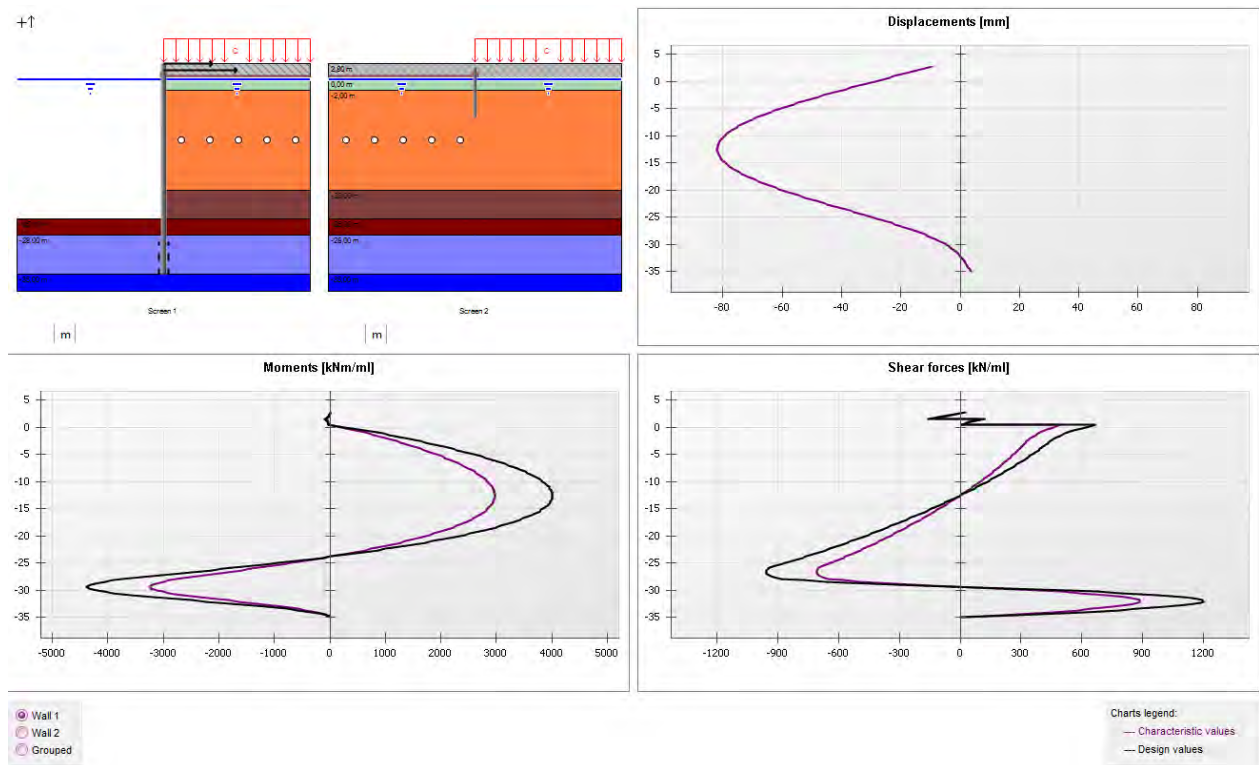 +↑
C
C
2,80 m
0,00 m
-2,00 m
-28,00 m
-28,00 m
Screen 1
Screen 2
m
m
Displacements [mm]
5
0
-5
-10
-15
-20
-25
-30
-35
-80 -60 -40 -20 0 20 40 60 80
Moments [kNm/ml]
5
0
-5
-10
-15
-20
-25
-30
-35
-5000 -4000 -3000 -2000 -1000 0 1000 2000 3000 4000 5000
Shear forces [kN/ml]
5
0
-5
-10
-15
-20
-25
-30
-35
-1200 -900 -600 -300 0 300 600 900 1200
Wall 1
Wall 2
Grouped
Charts legend:
Characteristic values
Design values